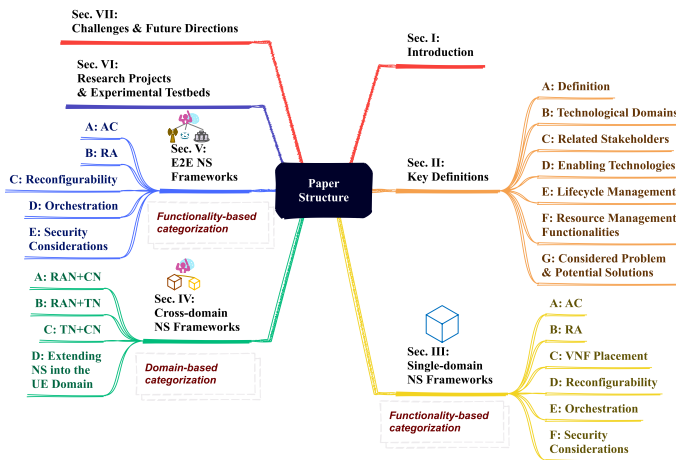 Paper
Structure
Sec. I:
Introduction
Sec. II:
Key Definitions
A: Definition
B: Technological Domains
C: Related Stakeholders
D: Enabling Technologies
E: Lifecycle Management
F: Resource Management
Functionalities
G: Considered Problem
& Potential Solutions
Sec. III:
Single-domain
NS Frameworks
Functionality-based
categorization
A: AC
B: RA
C: VNF Placement
D: Reconfigurability
E: Orchestration
F: Security
Considerations
Sec. IV:
Cross-domain
NS Frameworks
Domain-based
categorization
A: RAN+CN
B: RAN+TN
C: TN+CN
D: Extending
NS into the
UE Domain
Sec. V:
E2E NS
Frameworks
Functionality-based
categorization
A: AC
B: RA
C: Reconfigurability
D: Orchestration
E: Security
Considerations
Sec. VI:
Research Projects
& Experimental Testbeds
Sec. VII:
Challenges & Future Directions